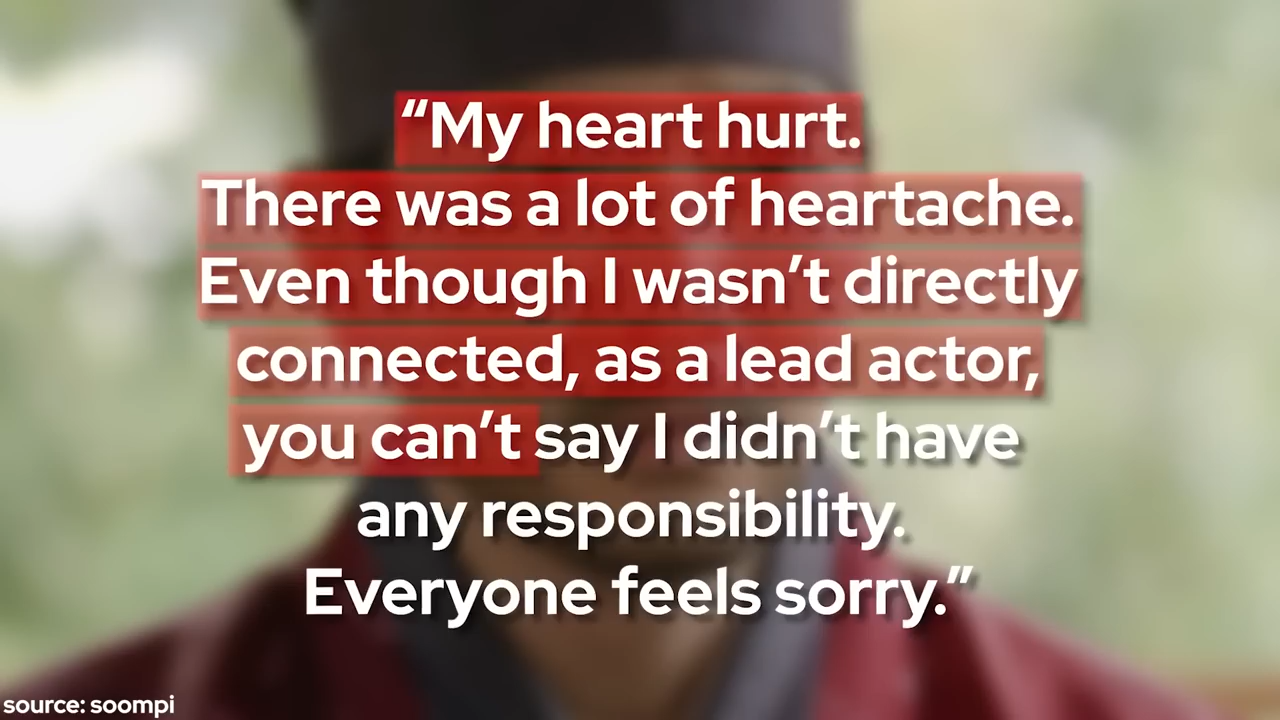 “My heart hurt.
There was a lot of heartache.
Even though I wasn’t directly
connected, as a lead actor,
you can’t say I didn’t have
any responsibility.
Everyone feels sorry.”
source: soompi